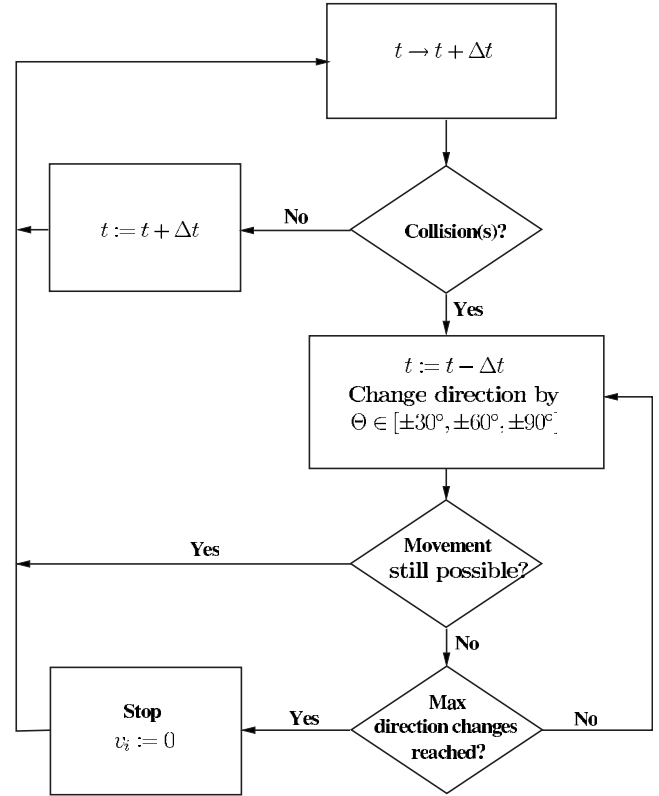 t → t + Δt
No
t := t + Δt
Collision(s)?
Yes
t := t − Δt
Change direction by
Θ ∈ [±30°, ±60°, ±90°]
Yes
Movement
still possible?
No
Max
direction changes
reached?
Yes
No
Stop
vᵢ := 0